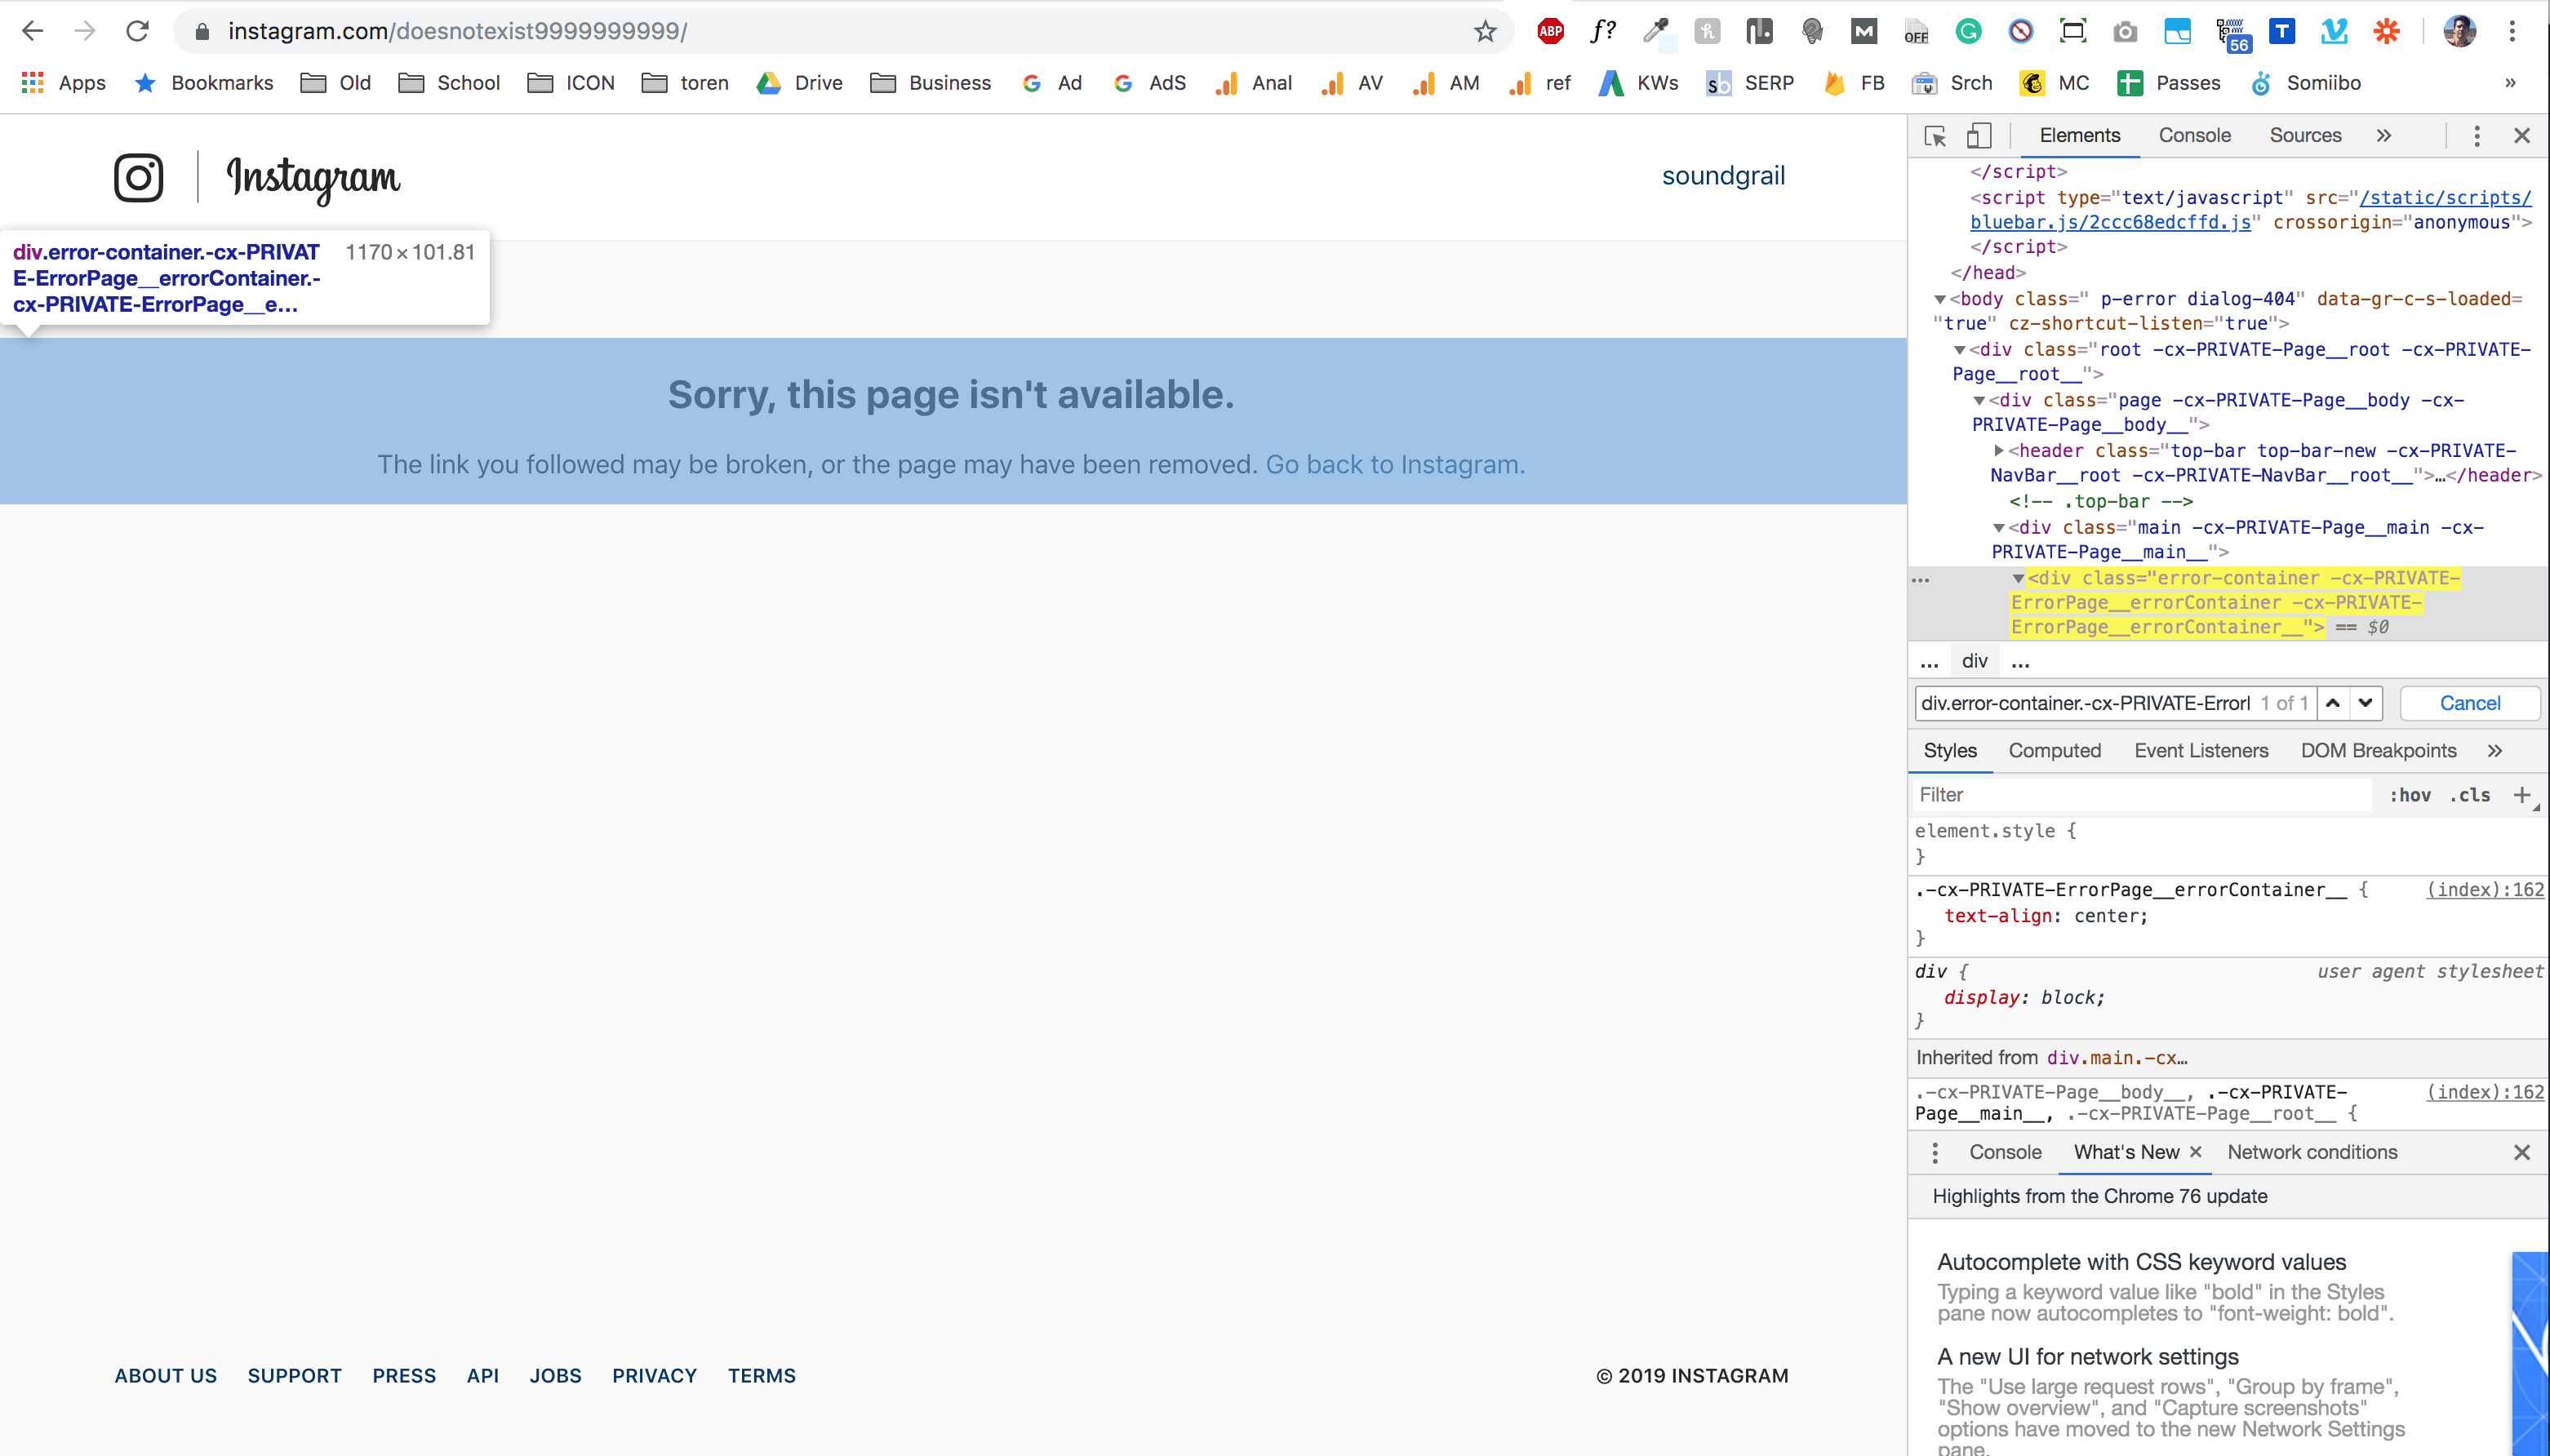 instagram.com/doesnotexist9999999999/
ABP
f?
h
M
OFF
G
56
T
Apps
Bookmarks
Old
School
ICON
toren
Drive
Business
Ad
AdS
Anal
AV
AM
ref
KWs
sb
SERP
FB
Srch
MC
Passes
Somiibo
»
Instagram
soundgrail
div.error-container.-cx-PRIVAT
E-ErrorPage__errorContainer.-
cx-PRIVATE-ErrorPage__e...
1170 × 101.81
Sorry, this page isn't available.
The link you followed may be broken, or the page may have been removed. Go back to Instagram.
ABOUT US
SUPPORT
PRESS
API
JOBS
PRIVACY
TERMS
© 2019 INSTAGRAM
Elements
Console
Sources
»
</script>
<script type="text/javascript" src="/static/scripts/
bluebar.js/2ccc68edcffd.js" crossorigin="anonymous">
</script>
</head>
<body class=" p-error dialog-404" data-gr-c-s-loaded=
"true" cz-shortcut-listen="true">
<div class="root -cx-PRIVATE-Page__root -cx-PRIVATE-
Page__root__">
<div class="page -cx-PRIVATE-Page__body -cx-
PRIVATE-Page__body__">
<header class="top-bar top-bar-new -cx-PRIVATE-
NavBar__root -cx-PRIVATE-NavBar__root__">…</header>
<!-- .top-bar -->
<div class="main -cx-PRIVATE-Page__main -cx-
PRIVATE-Page__main__">
... <div class="error-container -cx-PRIVATE-
ErrorPage__errorContainer -cx-PRIVATE-
ErrorPage__errorContainer__"> == $0
... div ...
div.error-container.-cx-PRIVATE-Errorl 1 of 1
Cancel
Styles
Computed
Event Listeners
DOM Breakpoints
»
Filter
:hov .cls +
element.style {
}
.-cx-PRIVATE-ErrorPage__errorContainer__ { (index):162
text-align: center;
}
div { user agent stylesheet
display: block;
}
Inherited from div.main.-cx…
.-cx-PRIVATE-Page__body__, .-cx-PRIVATE- (index):162
Page__main__, .-cx-PRIVATE-Page__root__ {
Console
What's New ×
Network conditions
Highlights from the Chrome 76 update
Autocomplete with CSS keyword values
Typing a keyword value like "bold" in the Styles
pane now autocompletes to "font-weight: bold".
A new UI for network settings
The "Use large request rows", "Group by frame",
"Show overview", and "Capture screenshots"
options have moved to the new Network Settings
pane.